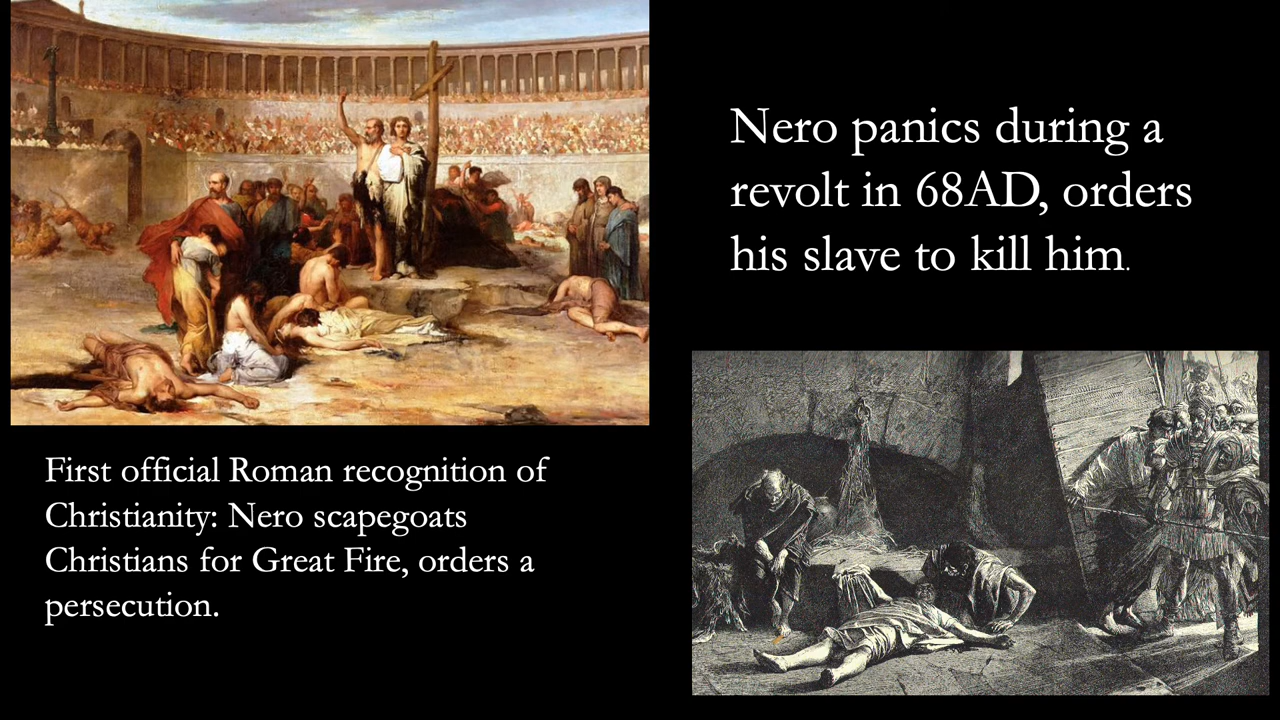 Nero panics during a
revolt in 68AD, orders
his slave to kill him.
First official Roman recognition of
Christianity: Nero scapegoats
Christians for Great Fire, orders a
persecution.